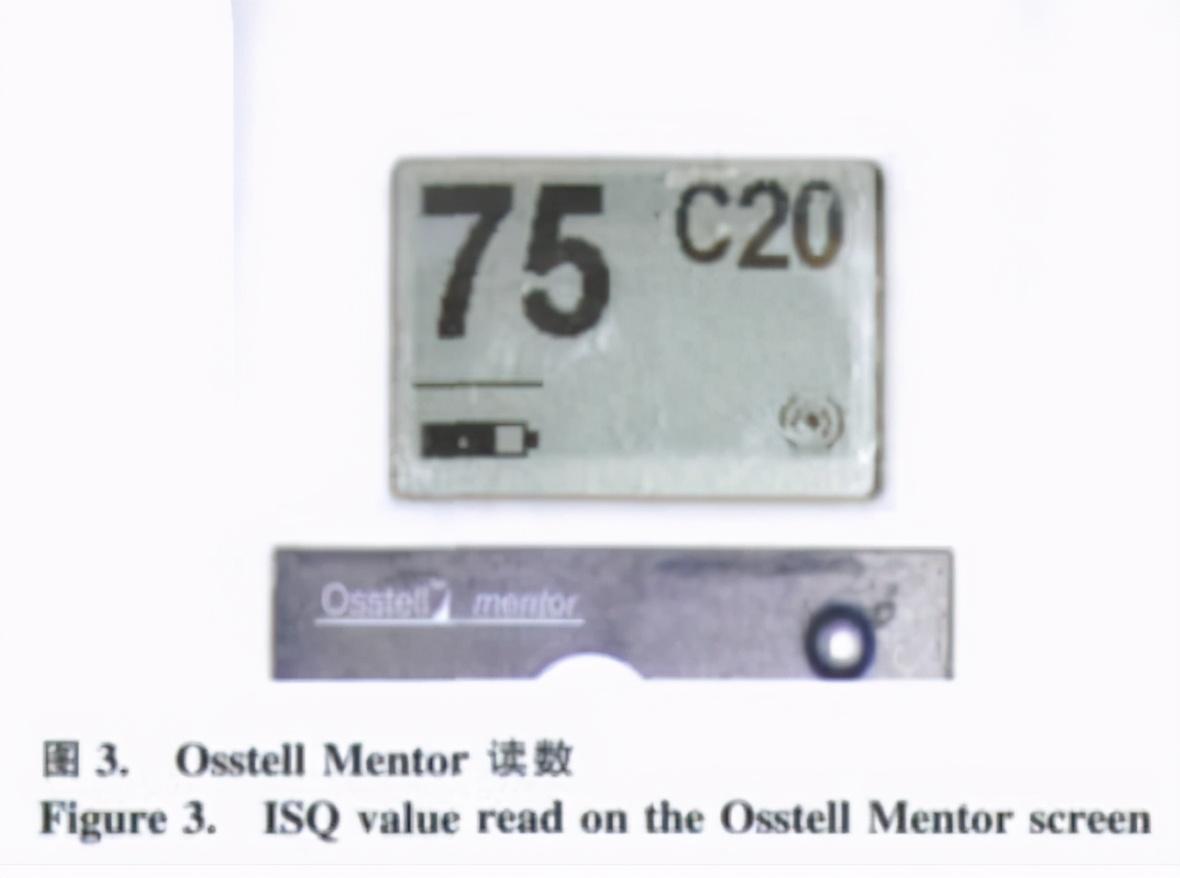 75 C20
Osstell mentor
图 3. Osstell Mentor 读数
Figure 3. ISQ value read on the Osstell Mentor screen